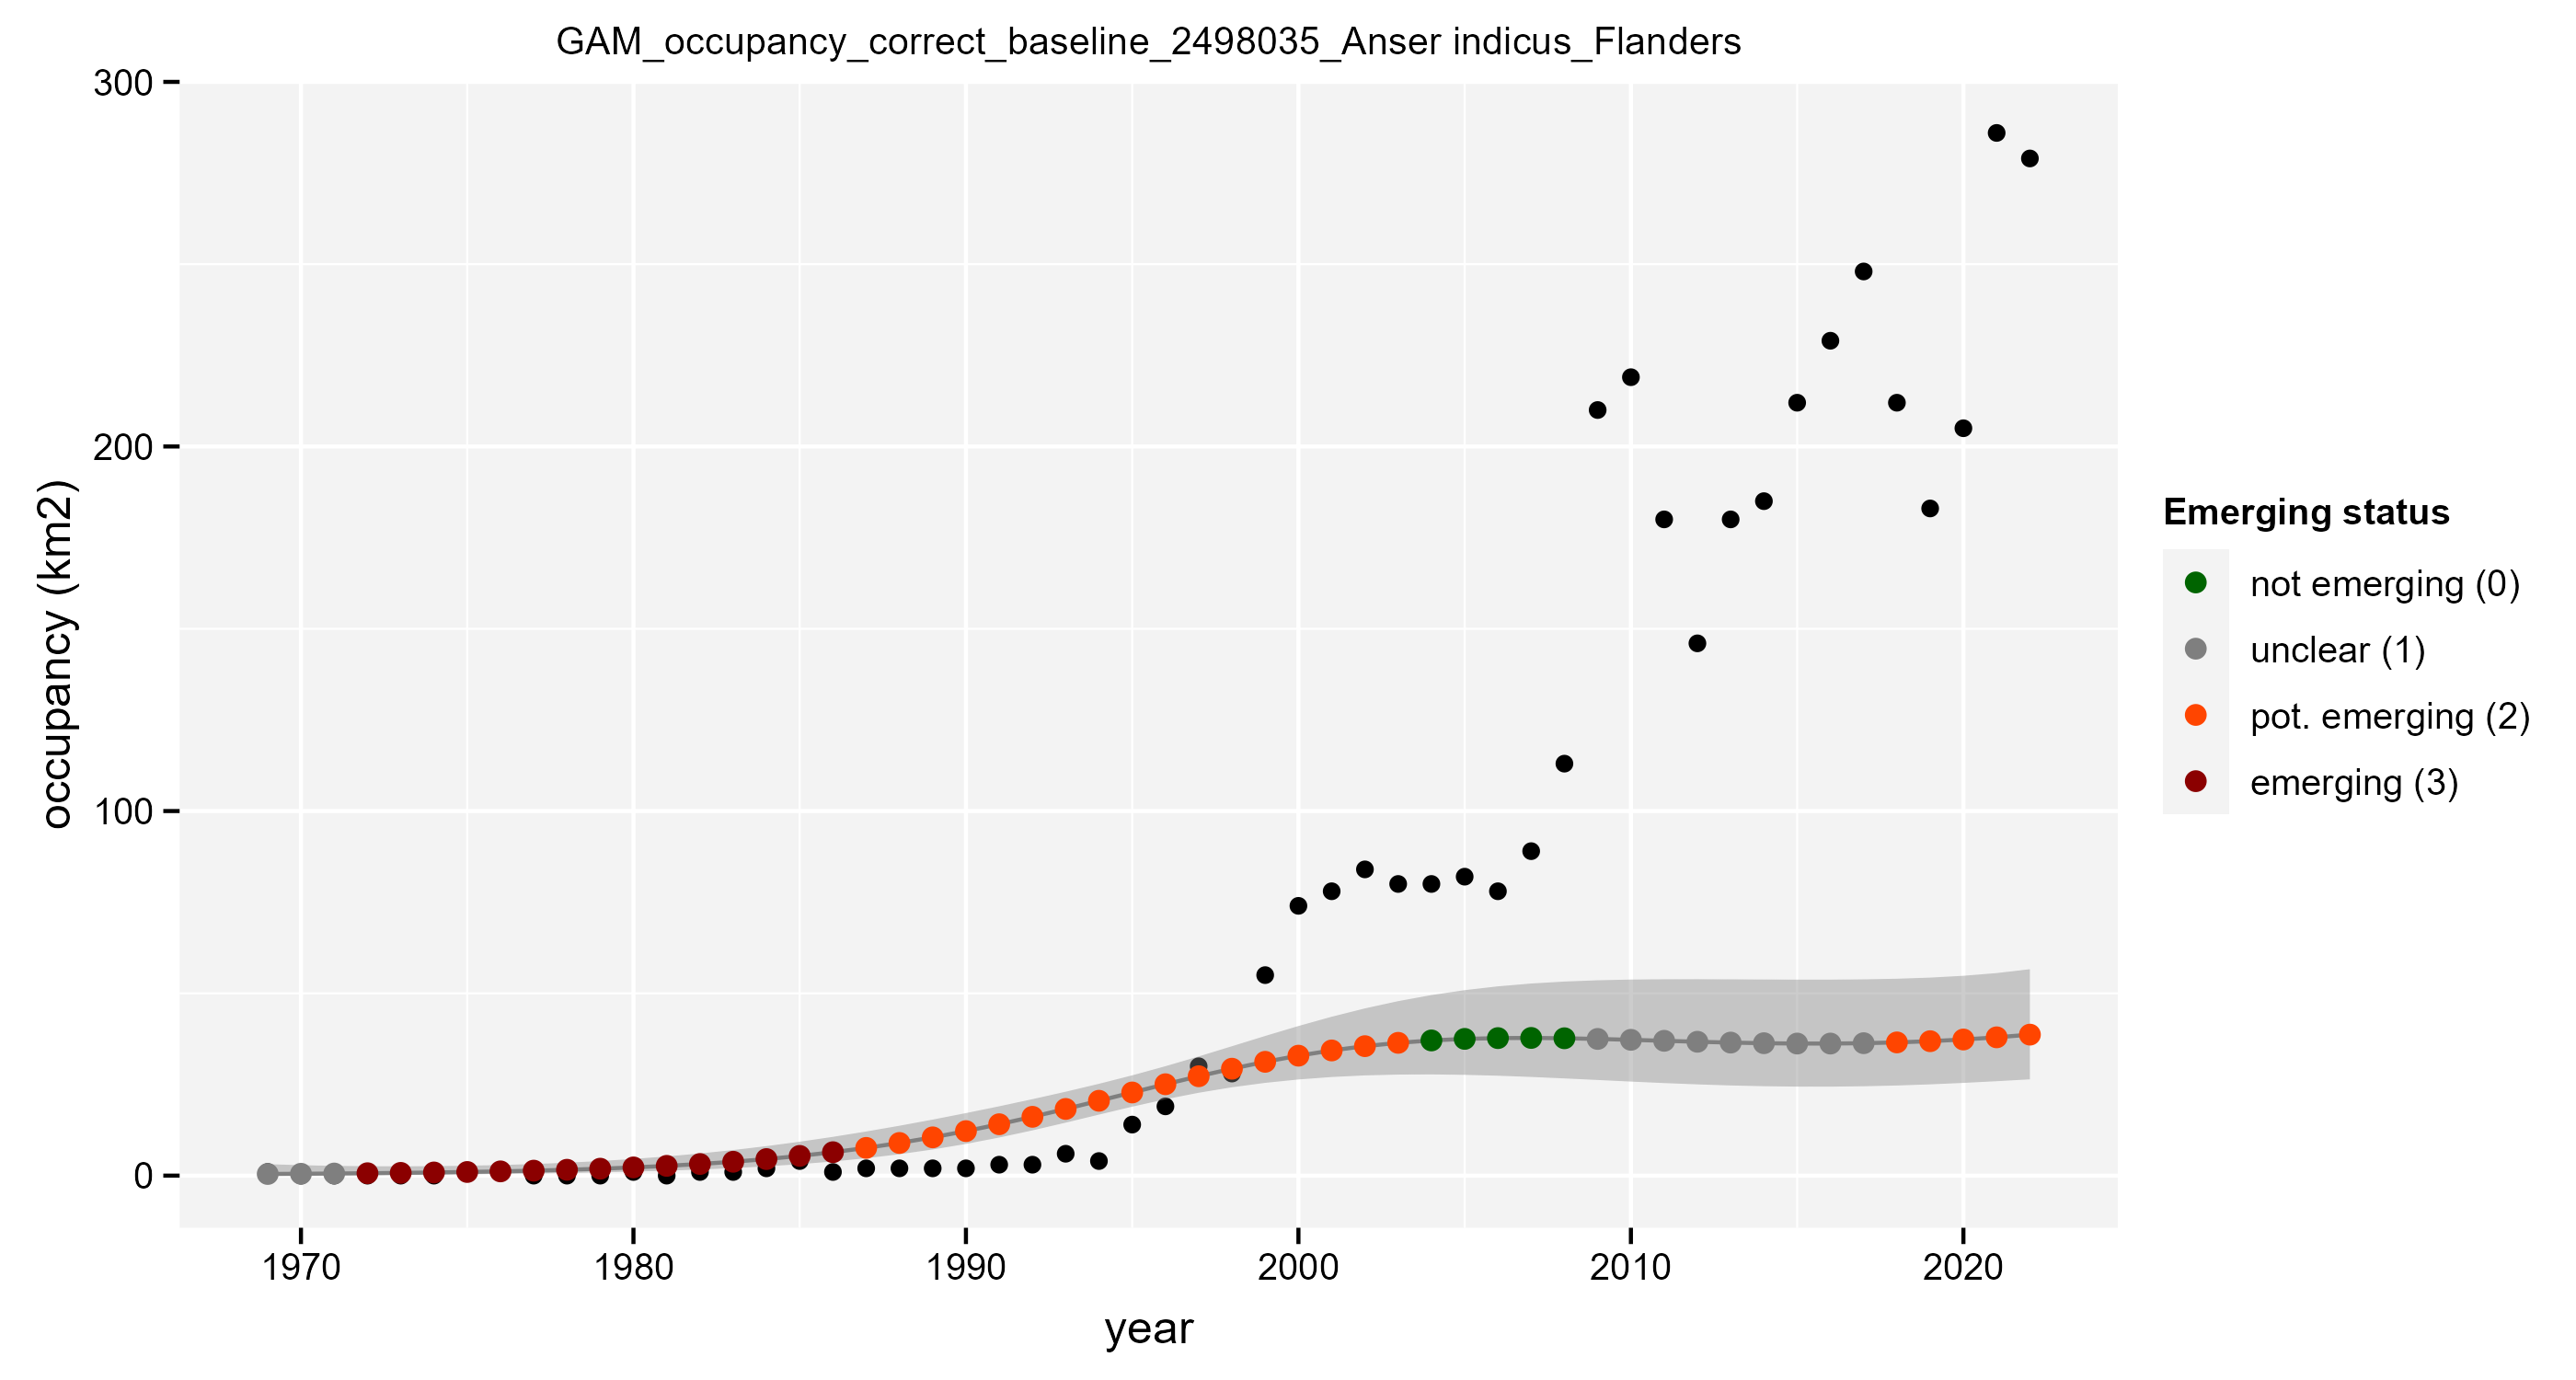 GAM_occupancy_correct_baseline_2498035_Anser indicus_Flanders
300
200
100
0
occupancy (km2)
1970 1980 1990 2000 2010 2020
year
Emerging status
not emerging (0)
unclear (1)
pot. emerging (2)
emerging (3)